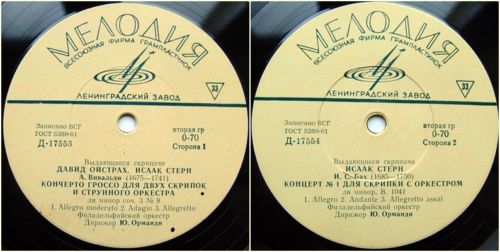 МЕЛОДИЯ
ВСЕСОЮЗНАЯ ФИРМА ГРАМПЛАСТИНОК
ЛЕНИНГРАДСКИЙ ЗАВОД
33
Записано ВСГ
ГОСТ 5289-61
Д-17553
вторая гр
0-70
Сторона 1
Выдающиеся скрипачи
ДАВИД ОЙСТРАХ, ИСААК СТЕРН
А. Вивальди (1675—1741)
КОНЧЕРТО ГРОССО ДЛЯ ДВУХ СКРИПОК
И СТРУННОГО ОРКЕСТРА
ля минор соч. 3 № 8
1. Allegro moderato 2. Adagio 3. Allegretto
Филадельфийский оркестр
Дирижер Ю. Орманди
МЕЛОДИЯ
ВСЕСОЮЗНАЯ ФИРМА ГРАМПЛАСТИНОК
ЛЕНИНГРАДСКИЙ ЗАВОД
33
Записано ВСГ
ГОСТ 5289-61
Д-17554
вторая гр
0-70
Сторона 2
Выдающиеся скрипачи
ИСААК СТЕРН
И. С. Бах (1685—1750)
КОНЦЕРТ № 1 ДЛЯ СКРИПКИ С ОРКЕСТРОМ
ля минор, В. 1041
1. Allegro 2. Andante 3. Allegro assai
Филадельфийский оркестр
Дирижер Ю. Орманди